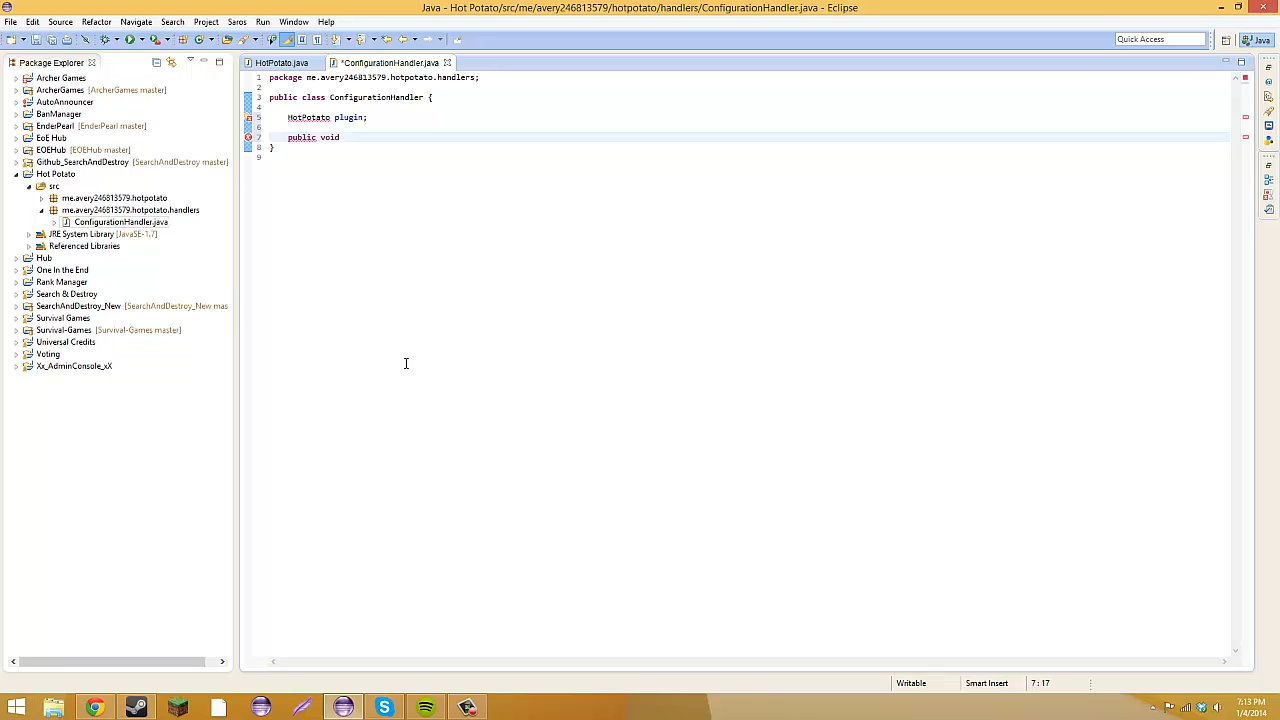 Java - Hot Potato/src/me/avery246813579/hotpotato/handlers/ConfigurationHandler.java - Eclipse
File Edit Source Refactor Navigate Search Project Saros Run Window Help
Quick Access
Java
Package Explorer
HotPotato.java
*ConfigurationHandler.java
Archer Games
ArcherGames [ArcherGames master]
AutoAnnouncer
BanManager
EnderPearl [EnderPearl master]
EoE Hub
EOEHub [EOEHub master]
Github_SearchAndDestroy [SearchAndDestroy master]
Hot Potato
src
me.avery246813579.hotpotato
me.avery246813579.hotpotato.handlers
ConfigurationHandler.java
JRE System Library [JavaSE-1.7]
Referenced Libraries
Hub
One In the End
Rank Manager
Search & Destroy
SearchAndDestroy_New [SearchAndDestroy_New mas
Survival Games
Survival-Games [Survival-Games master]
Universal Credits
Voting
Xx_AdminConsole_xX
1 package me.avery246813579.hotpotato.handlers;
2
3 public class ConfigurationHandler {
4
5 HotPotato plugin;
6
7 public void
8 }
9
Writable
Smart Insert
7 : 17
7:13 PM
1/4/2014